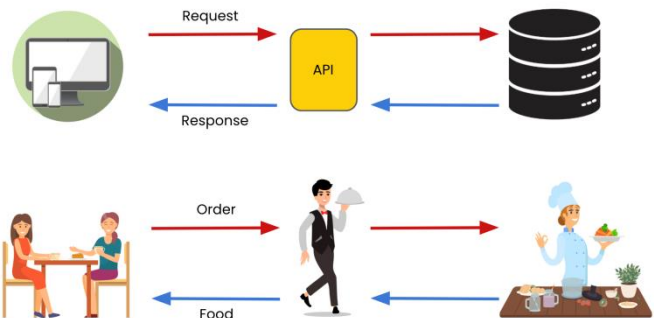 Request
API
Response
Order
Food